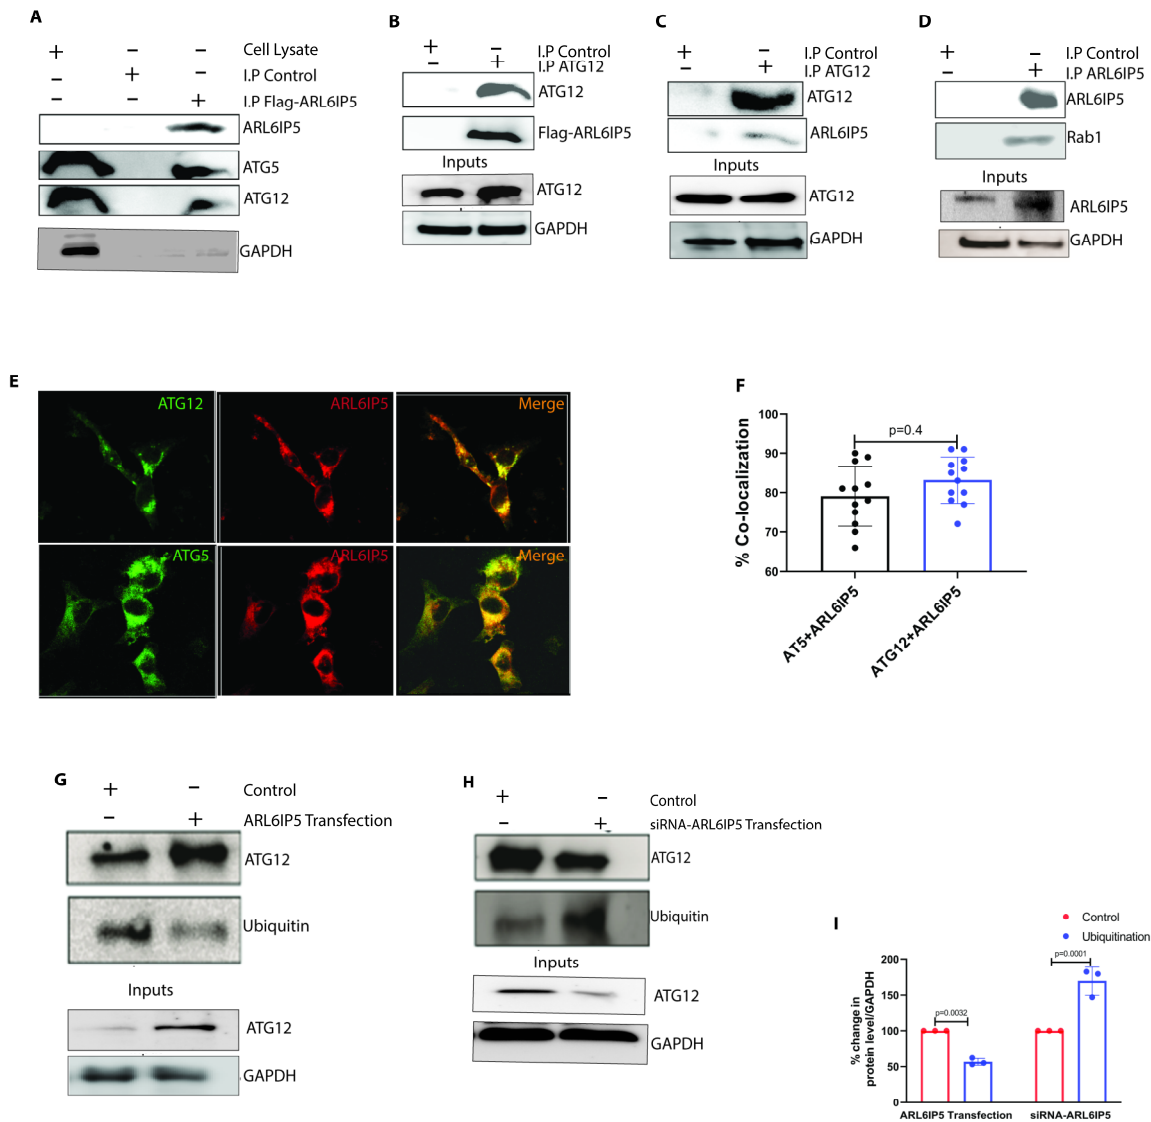 A
+ – – Cell Lysate
– + – I.P Control
– – + I.P Flag-ARL6IP5
ARL6IP5
ATG5
ATG12
GAPDH
B
+ – I.P Control
– + I.P ATG12
ATG12
Flag-ARL6IP5
Inputs
ATG12
GAPDH
C
+ – I.P Control
– + I.P ATG12
ATG12
ARL6IP5
Inputs
ATG12
GAPDH
D
+ – I.P Control
– + I.P ARL6IP5
ARL6IP5
Rab1
Inputs
ARL6IP5
GAPDH
E
ATG12 ARL6IP5 Merge
ATG5 ARL6IP5 Merge
F
% Co-localization
100
90
80
70
60
p=0.4
AT5+ARL6IP5
ATG12+ARL6IP5
G
+ – Control
– + ARL6IP5 Transfection
ATG12
Ubiquitin
Inputs
ATG12
GAPDH
H
+ – Control
– + siRNA-ARL6IP5 Transfection
ATG12
Ubiquitin
Inputs
ATG12
GAPDH
I
Control
Ubiquitination
% change in
protein level/GAPDH
200
150
100
50
0
p=0.0032
p=0.0001
ARL6IP5 Transfection siRNA-ARL6IP5